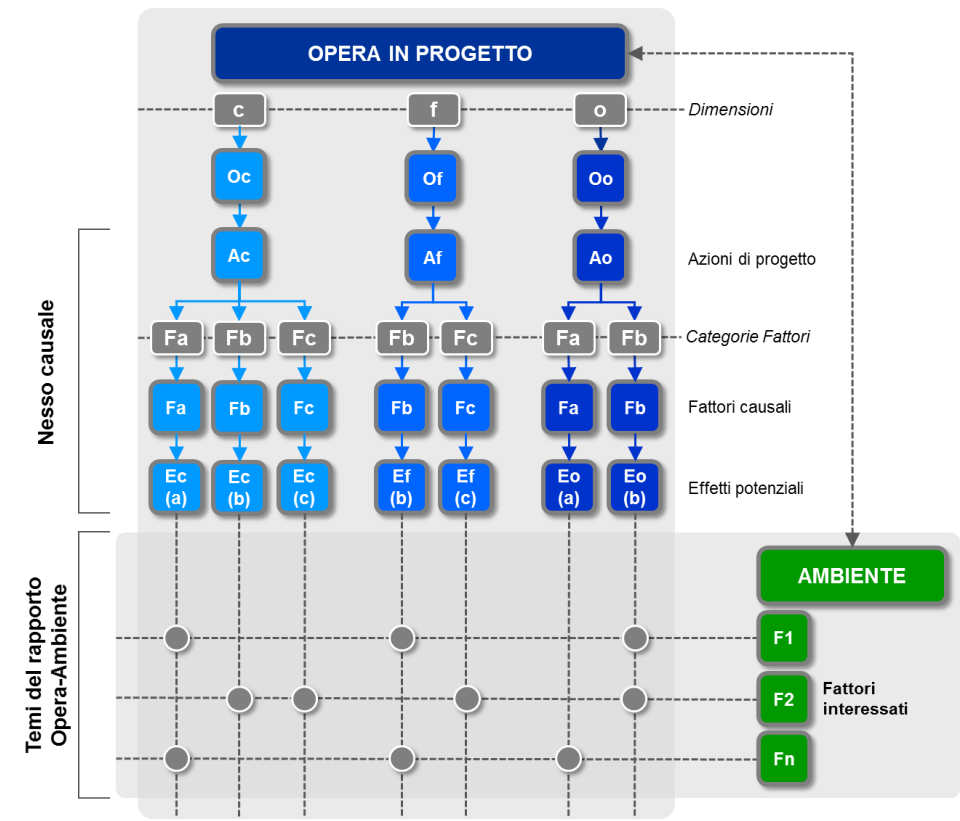 OPERA IN PROGETTO
c f o Dimensioni
Oc Of Oo
Ac Af Ao Azioni di progetto
Fa Fb Fc Fb Fc Fa Fb Categorie Fattori
Fa Fb Fc Fb Fc Fa Fb Fattori causali
Ec Ec Ec Ef Ef Eo Eo Effetti potenziali
(a) (b) (c) (b) (c) (a) (b)
Nesso causale
AMBIENTE
F1
F2 Fattori
interessati
Fn
Temi del rapporto
Opera-Ambiente